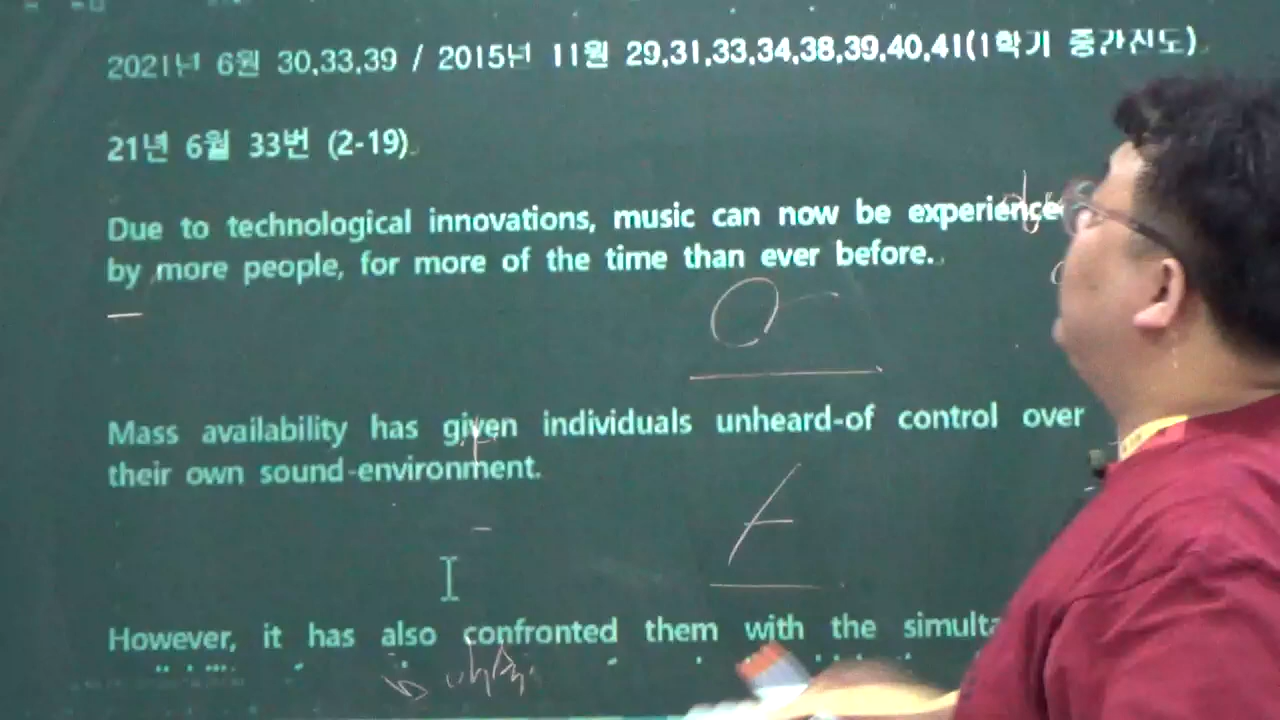 2021년 6월 30,33,39 / 2015년 11월 29,31,33,34,38,39,40,41(1학기 중간진도)
21년 6월 33번 (2-19)
Due to technological innovations, music can now be experience
by more people, for more of the time than ever before.
Mass availability has given individuals unheard-of control over
their own sound-environment.
However, it has also confronted them with the simulta